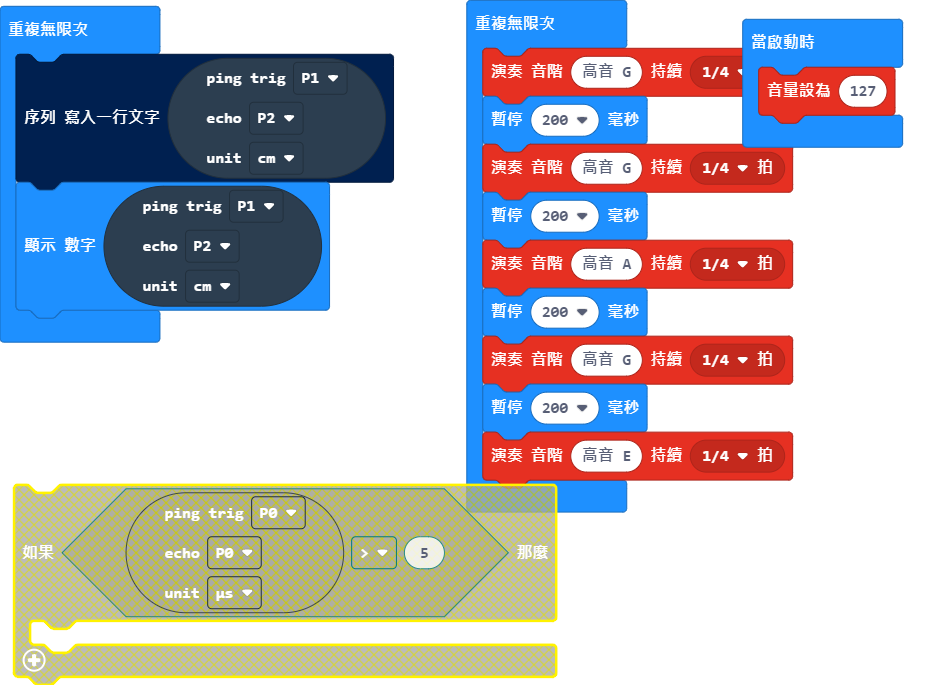 重複無限次
序列 寫入一行文字 ping trig P1
echo P2
unit cm
顯示 數字 ping trig P1
echo P2
unit cm
重複無限次
演奏 音階 高音 G 持續 1/4
暫停 200 毫秒
演奏 音階 高音 G 持續 1/4 拍
暫停 200 毫秒
演奏 音階 高音 A 持續 1/4 拍
暫停 200 毫秒
演奏 音階 高音 G 持續 1/4 拍
暫停 200 毫秒
演奏 音階 高音 E 持續 1/4 拍
當啟動時
音量設為 127
如果 ping trig P0
echo P0
unit μs
> 5 那麼